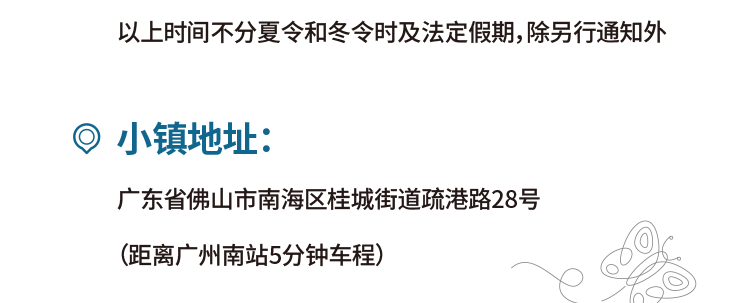 以上时间不分夏令和冬令时及法定假期，除另行通知外
小镇地址：
广东省佛山市南海区桂城街道疏港路28号
（距离广州南站5分钟车程）